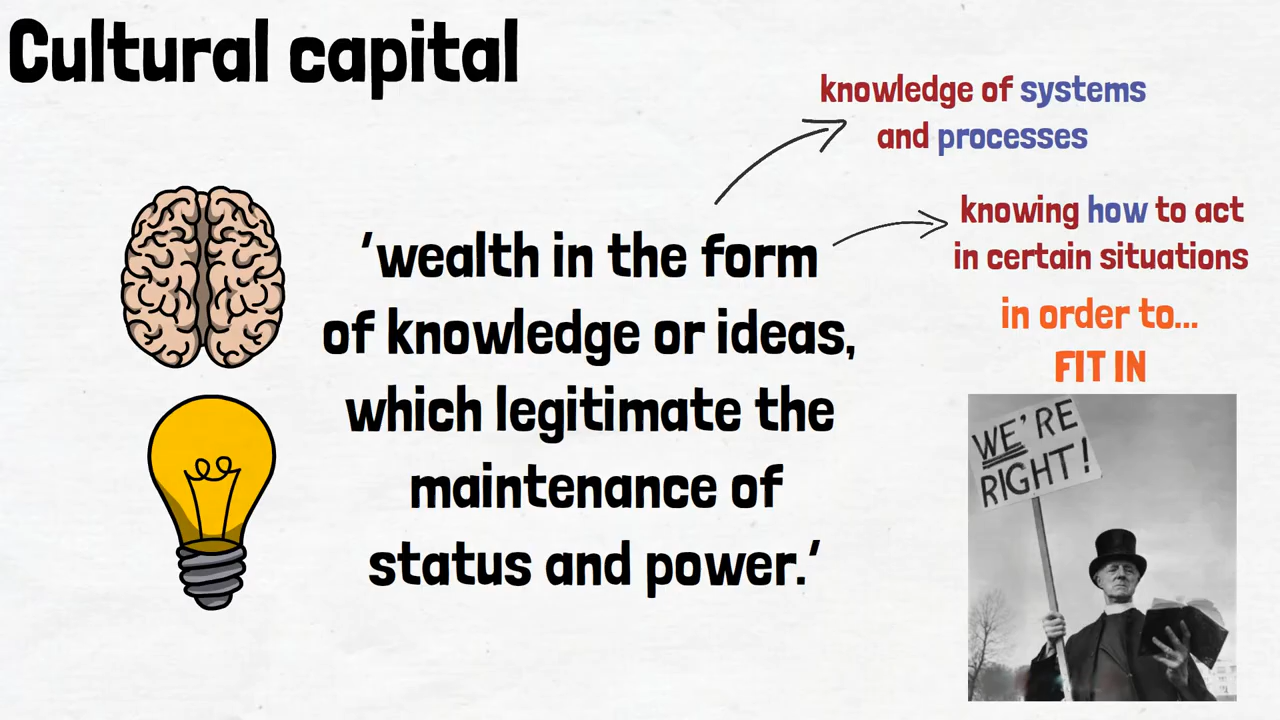 Cultural capital
knowledge of systems
and processes
knowing how to act
in certain situations
in order to...
FIT IN
'wealth in the form
of knowledge or ideas,
which legitimate the
maintenance of
status and power.'
WE'RE
RIGHT!